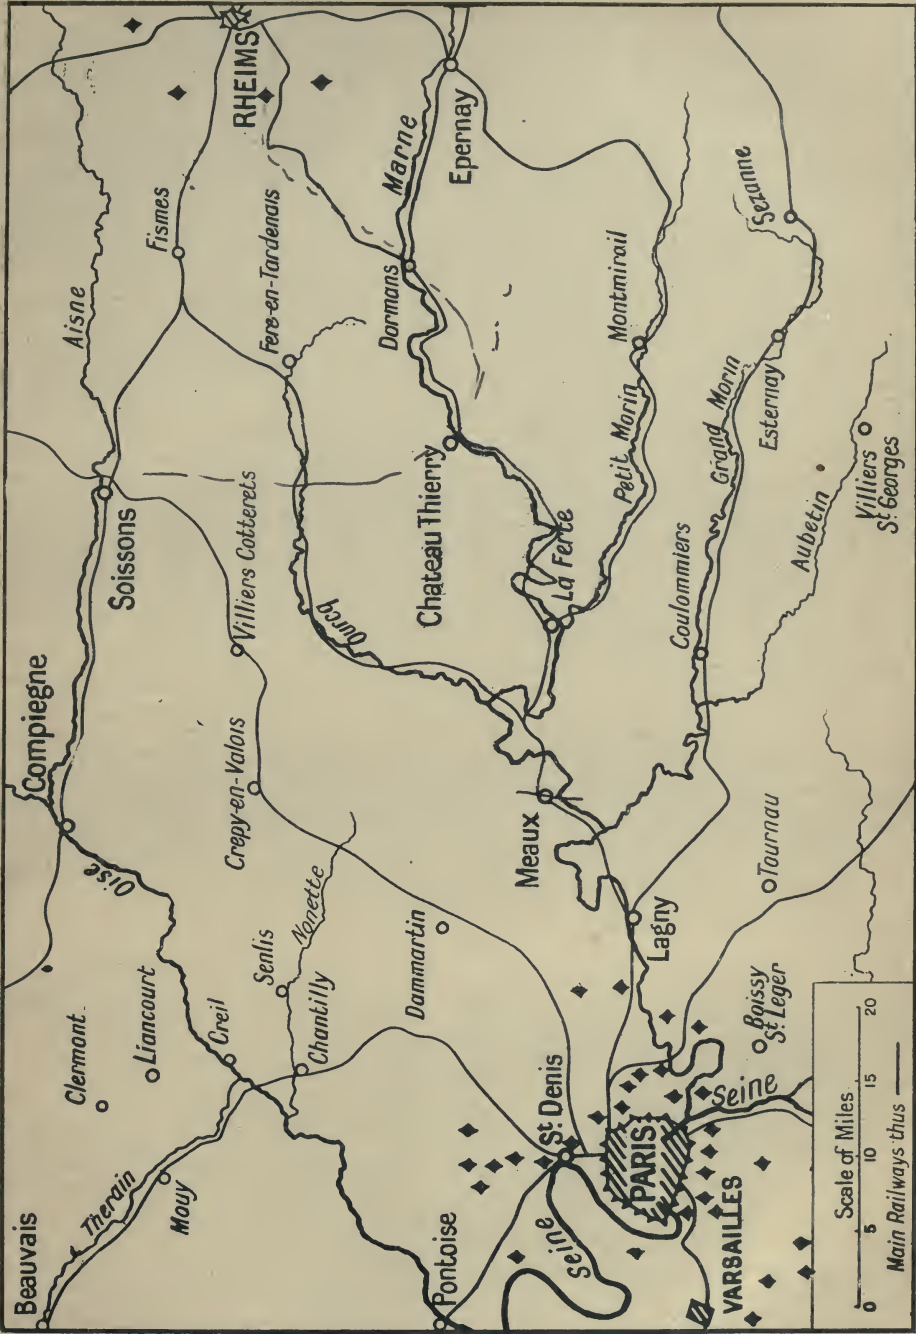 Beauvais
Compiegne
Aisne
Clermont
Oise
Therain
Soissons
Liancourt
Fismes
Mouy
Creil
Crepy-en-Valois
Villiers Cotterets
RHEIMS
Senlis
Nonette
Fere-en-Tardenais
Chantilly
Ourcq
Dammartin
Chateau Thierry
Dormans
Marne
Pontoise
Epernay
Meaux
St. Denis
La Ferte
Seine
Petit Morin
Montmirail
PARIS
Lagny
Coulommiers
Grand Morin
Sezanne
VARSAILLES
Seine
Boissy
St. Leger
Tournau
Esternay
Aubetin
Villiers
St. Georges
Scale of Miles
0 5 10 15 20
Main Railways thus